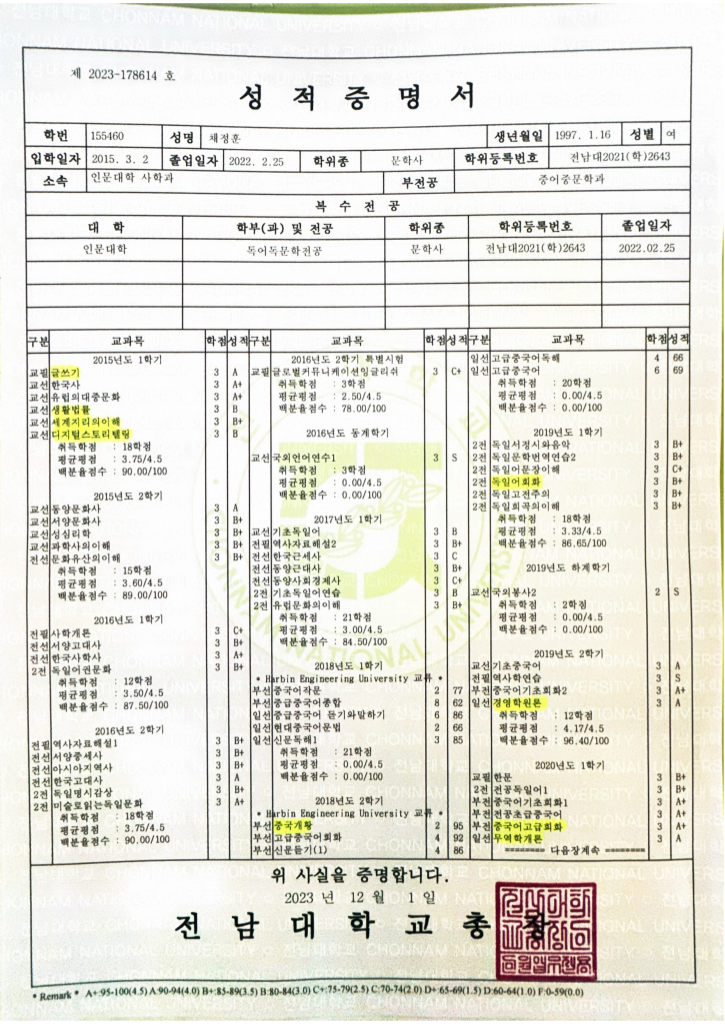 제 2023-178614 호
성 적 증 명 서
학번 155460 성명 채정훈 생년월일 1997. 1.16 성별 여
입학일자 2015. 3. 2 졸업일자 2022. 2.25 학위종 문학사 학위등록번호 전남대2021(학)2643
소속 인문대학 사학과 부전공 중어중문학과
복 수 전 공
대 학 학부(과) 및 전공 학위종 학위등록번호 졸업일자
인문대학 독어독문학전공 문학사 전남대2021(학)2643 2022.02.25
구분 교과목 학점 성적
2015년도 1학기
교필 글쓰기 3 A
교선 한국사 3 A+
교선 유럽의대중문화 3 A+
교선 생활법률 3 B
교선 세계지리의이해 3 B+
교선 디지털스토리텔링 3 B
취득학점 : 18학점
평균평점 : 3.75/4.5
백분율점수 : 90.00/100
2015년도 2학기
교선 동양문화사 3 A
교선 서양문화사 3 B+
교선 성심리학 3 B+
교선 과학사의이해 3 B+
전선 문화유산의이해 3 B+
취득학점 : 15학점
평균평점 : 3.60/4.5
백분율점수 : 89.00/100
2016년도 1학기
전필 사학개론 3 C+
전선 서양고대사 3 B+
전선 한국사학사 3 A+
2전 독일어권문화 3 B+
취득학점 : 12학점
평균평점 : 3.50/4.5
백분율점수 : 87.50/100
2016년도 2학기
전필 역사자료해설1 3 B+
전선 서양중세사 3 B+
전선 아시아지역사 3 B+
전선 한국고대사 3 A
2전 독일명시감상 3 B+
2전 미술로읽는독일문화 3 A+
취득학점 : 18학점
평균평점 : 3.75/4.5
백분율점수 : 90.00/100
구분 교과목 학점 성적
2016년도 2학기 특별시험
교필 글로벌커뮤니케이션잉글리쉬 3 C+
취득학점 : 3학점
평균평점 : 2.50/4.5
백분율점수 : 78.00/100
2016년도 동계학기
교선 국외언어연수1 3 S
취득학점 : 3학점
평균평점 : 0.00/4.5
백분율점수 : 0.00/100
2017년도 1학기
교선 기초독일어 3 B
전필 역사자료해설2 3 B+
전선 한국근세사 3 C
전선 동양근대사 3 B+
전선 동양사회경제사 3 C+
2전 기초독일어연습 3 B
2전 유럽문화의이해 3 B+
취득학점 : 21학점
평균평점 : 3.00/4.5
백분율점수 : 84.50/100
2018년도 1학기
* Harbin Engineering University 교류 *
부선 중국어작문 2 77
부선 중급중국어종합 8 62
일선 중급중국어 듣기와말하기 6 86
일선 현대중국어문법 2 66
일선 신문독해1 3 85
취득학점 : 21학점
평균평점 : 0.00/4.5
백분율점수 : 0.00/100
2018년도 2학기
* Harbin Engineering University 교류 *
부선 중국개황 2 95
부선 고급중국어회화 4 92
부선 신문듣기(1) 4 86
구분 교과목 학점 성적
일선 고급중국어독해 4 66
일선 고급중국어 6 69
취득학점 : 20학점
평균평점 : 0.00/4.5
백분율점수 : 0.00/100
2019년도 1학기
2전 독일서정시와음악 3 B+
2전 독일문학번역연습2 3 B+
2전 독일어문장이해 3 C+
2전 독일어회화 3 B+
2전 독일고전주의 3 B+
2전 독일희곡의이해 3 B+
취득학점 : 18학점
평균평점 : 3.33/4.5
백분율점수 : 86.65/100
2019년도 하계학기
교선 국외봉사2 2 S
취득학점 : 2학점
평균평점 : 0.00/4.5
백분율점수 : 0.00/100
2019년도 2학기
교선 기초중국어 3 A
전필 역사학연습 3 S
부전 중국어기초회화2 3 A+
일선 경영학원론 3 A
취득학점 : 12학점
평균평점 : 4.17/4.5
백분율점수 : 96.40/100
2020년도 1학기
교필 한문 3 B+
2전 전공독일어1 3 B+
부전 중국어기초회화1 3 A+
부전 전공초급중국어 3 A+
부전 중국어고급회화 3 A+
일선 무역학개론 3 A
======== 다음장계속 ========
위 사실을 증명합니다.
2023 년 12 월 1 일
전 남 대 학 교 총 장
* Remark * A+:95-100(4.5) A:90-94(4.0) B+:85-89(3.5) B:80-84(3.0) C+:75-79(2.5) C:70-74(2.0) D+:65-69(1.5) D:60-64(1.0) F:0-59(0.0)